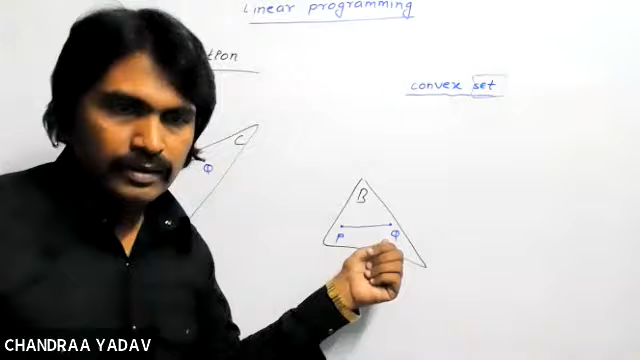 Linear programming
convex set
C
Q
B
P Q
CHANDRAA YADAV